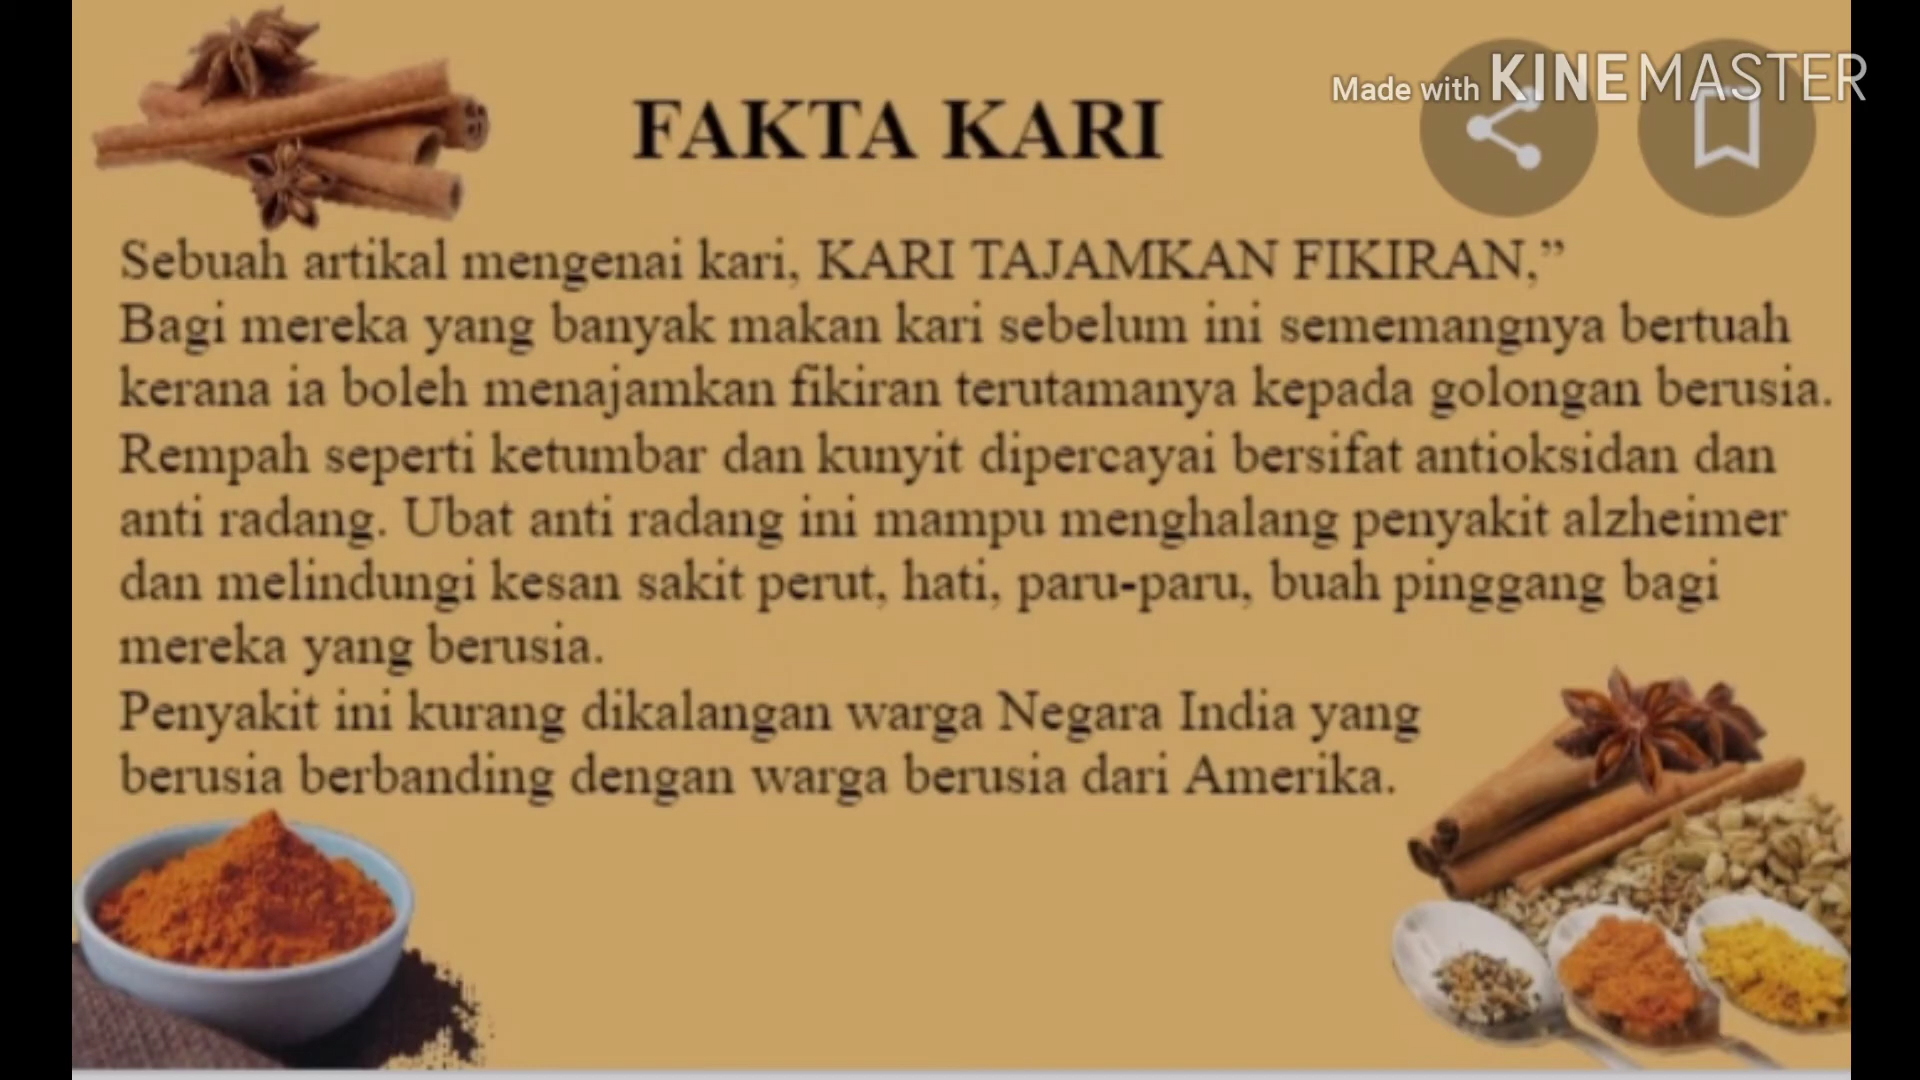 Made with KINEMASTER
FAKTA KARI
Sebuah artikal mengenai kari, KARI TAJAMKAN FIKIRAN,”
Bagi mereka yang banyak makan kari sebelum ini sememangnya bertuah
kerana ia boleh menajamkan fikiran terutamanya kepada golongan berusia.
Rempah seperti ketumbar dan kunyit dipercayai bersifat antioksidan dan
anti radang. Ubat anti radang ini mampu menghalang penyakit alzheimer
dan melindungi kesan sakit perut, hati, paru-paru, buah pinggang bagi
mereka yang berusia.
Penyakit ini kurang dikalangan warga Negara India yang
berusia berbanding dengan warga berusia dari Amerika.